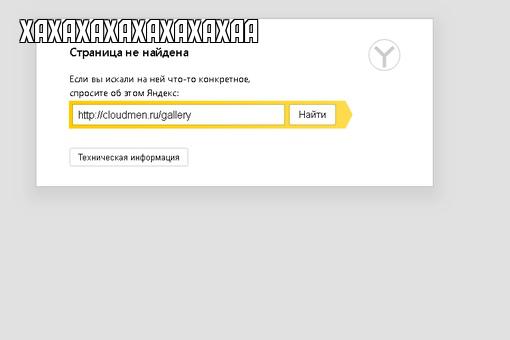 ХАХАХАХАХАХАХАХАХАА
Страница не найдена
Если вы искали на ней что-то конкретное,
спросите об этом Яндекс:
http://cloudmen.ru/gallery
Найти
Техническая информация